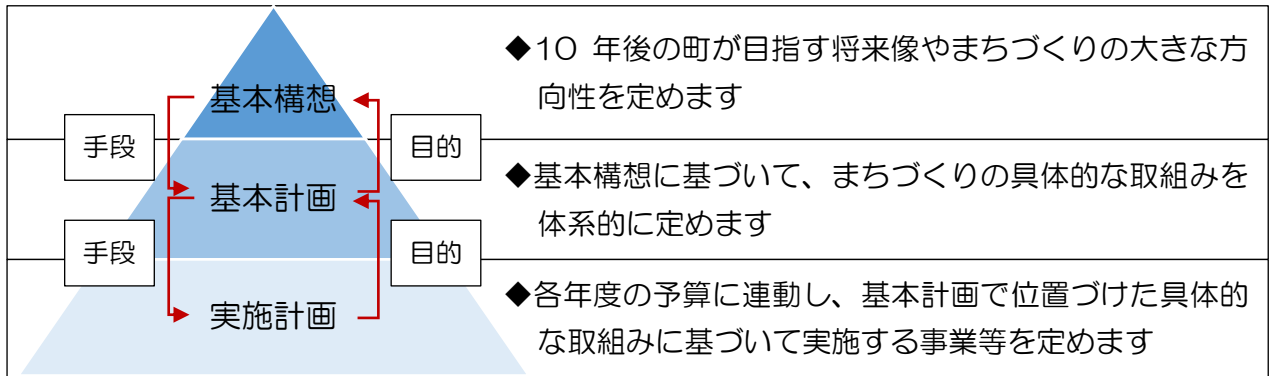 基本構想
◆10 年後の町が目指す将来像やまちづくりの大きな方
向性を定めます
手段
目的
基本計画
◆基本構想に基づいて、まちづくりの具体的な取組みを
体系的に定めます
手段
目的
実施計画
◆各年度の予算に連動し、基本計画で位置づけた具体的
な取組みに基づいて実施する事業等を定めます